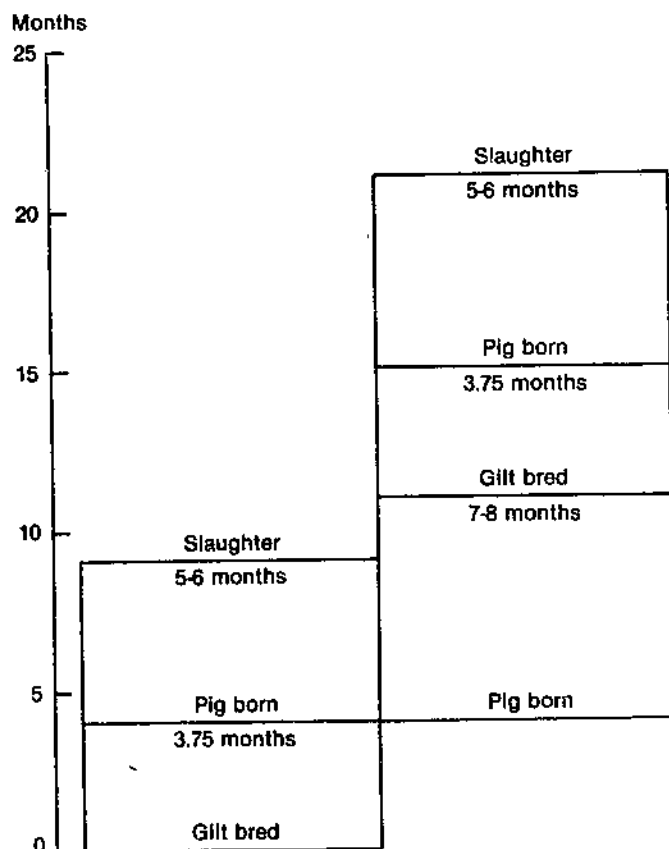 Months
25
Slaughter
5-6 months
20
Pig born
3.75 months
15
Gilt bred
7-8 months
10
Slaughter
5-6 months
5
Pig born
Pig born
3.75 months
Gilt bred
0